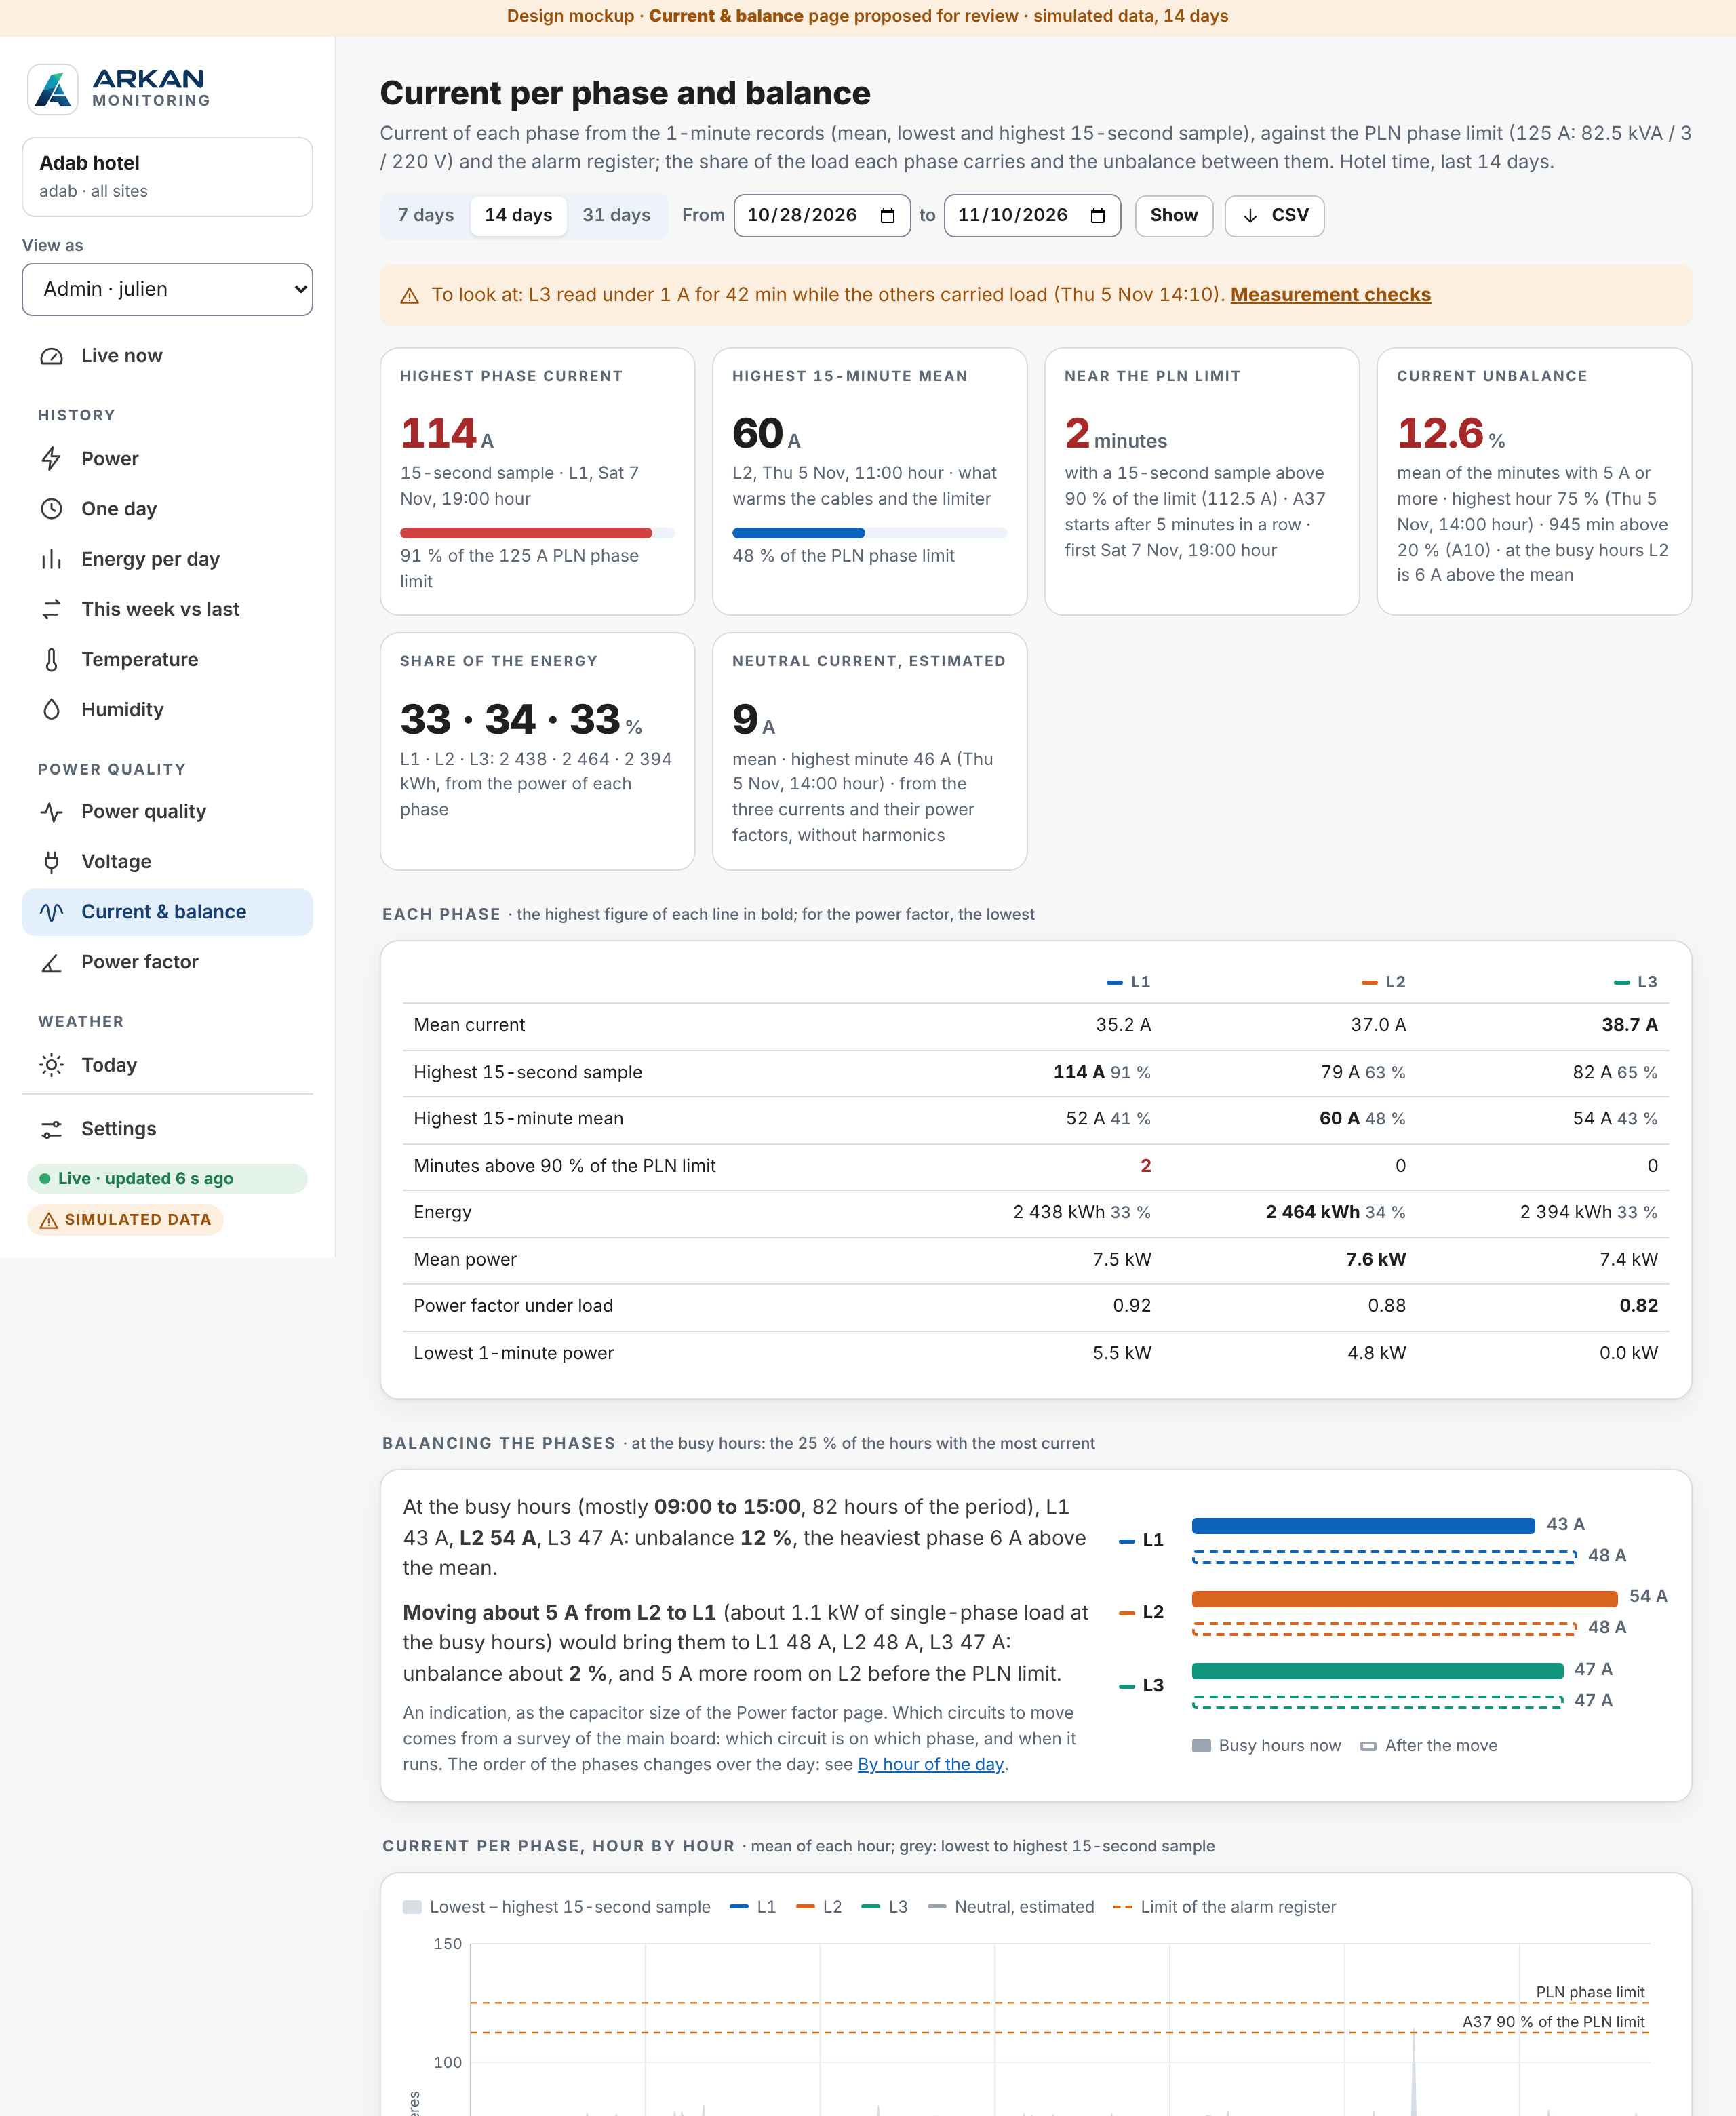 Design mockup · Current & balance page proposed for review · simulated data, 14 days
ARKAN
MONITORING
Adab hotel
adab · all sites
View as
Admin · julien
Live now
HISTORY
Power
One day
Energy per day
This week vs last
Temperature
Humidity
POWER QUALITY
Power quality
Voltage
Current & balance
Power factor
WEATHER
Today
Settings
Live · updated 6 s ago
SIMULATED DATA
Current per phase and balance
Current of each phase from the 1-minute records (mean, lowest and highest 15-second sample), against the PLN phase limit (125 A: 82.5 kVA / 3
/ 220 V) and the alarm register; the share of the load each phase carries and the unbalance between them. Hotel time, last 14 days.
7 days 14 days 31 days From 10/28/2026 to 11/10/2026 Show ↓ CSV
To look at: L3 read under 1 A for 42 min while the others carried load (Thu 5 Nov 14:10). Measurement checks
HIGHEST PHASE CURRENT
114 A
15-second sample · L1, Sat 7
Nov, 19:00 hour
91 % of the 125 A PLN phase
limit
HIGHEST 15-MINUTE MEAN
60 A
L2, Thu 5 Nov, 11:00 hour · what
warms the cables and the limiter
48 % of the PLN phase limit
NEAR THE PLN LIMIT
2 minutes
with a 15-second sample above
90 % of the limit (112.5 A) · A37
starts after 5 minutes in a row ·
first Sat 7 Nov, 19:00 hour
CURRENT UNBALANCE
12.6 %
mean of the minutes with 5 A or
more · highest hour 75 % (Thu 5
Nov, 14:00 hour) · 945 min above
20 % (A10) · at the busy hours L2
is 6 A above the mean
SHARE OF THE ENERGY
33 · 34 · 33 %
L1 · L2 · L3: 2 438 · 2 464 · 2 394
kWh, from the power of each
phase
NEUTRAL CURRENT, ESTIMATED
9 A
mean · highest minute 46 A (Thu
5 Nov, 14:00 hour) · from the
three currents and their power
factors, without harmonics
EACH PHASE · the highest figure of each line in bold; for the power factor, the lowest
L1 L2 L3
Mean current 35.2 A 37.0 A 38.7 A
Highest 15-second sample 114 A 91 % 79 A 63 % 82 A 65 %
Highest 15-minute mean 52 A 41 % 60 A 48 % 54 A 43 %
Minutes above 90 % of the PLN limit 2 0 0
Energy 2 438 kWh 33 % 2 464 kWh 34 % 2 394 kWh 33 %
Mean power 7.5 kW 7.6 kW 7.4 kW
Power factor under load 0.92 0.88 0.82
Lowest 1-minute power 5.5 kW 4.8 kW 0.0 kW
BALANCING THE PHASES · at the busy hours: the 25 % of the hours with the most current
At the busy hours (mostly 09:00 to 15:00, 82 hours of the period), L1
43 A, L2 54 A, L3 47 A: unbalance 12 %, the heaviest phase 6 A above
the mean.
Moving about 5 A from L2 to L1 (about 1.1 kW of single-phase load at
the busy hours) would bring them to L1 48 A, L2 48 A, L3 47 A:
unbalance about 2 %, and 5 A more room on L2 before the PLN limit.
An indication, as the capacitor size of the Power factor page. Which circuits to move
comes from a survey of the main board: which circuit is on which phase, and when it
runs. The order of the phases changes over the day: see By hour of the day.
L1 43 A
48 A
L2 54 A
48 A
L3 47 A
47 A
Busy hours now After the move
CURRENT PER PHASE, HOUR BY HOUR · mean of each hour; grey: lowest to highest 15-second sample
Lowest – highest 15-second sample L1 L2 L3 Neutral, estimated Limit of the alarm register
150
PLN phase limit
A37 90 % of the PLN limit
100